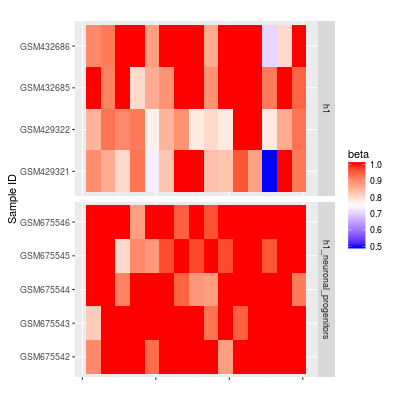 GSM432686
GSM432685
GSM429322
GSM429321
h1
GSM675546
GSM675545
GSM675544
GSM675543
GSM675542
h1_neuronal_progenitors
Sample ID
beta
1.0
0.9
0.8
0.7
0.6
0.5